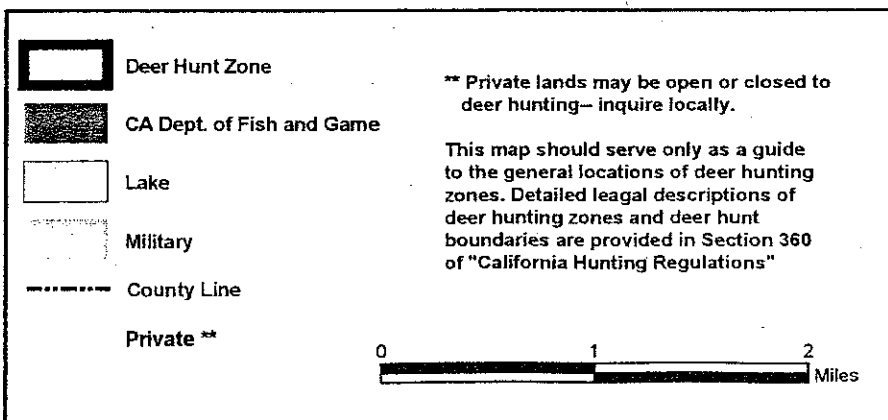 Deer Hunt Zone
CA Dept. of Fish and Game
Lake
Military
County Line
Private **
** Private lands may be open or closed to
deer hunting– inquire locally.
This map should serve only as a guide
to the general locations of deer hunting
zones. Detailed leagal descriptions of
deer hunting zones and deer hunt
boundaries are provided in Section 360
of "California Hunting Regulations"
0 1 2
Miles